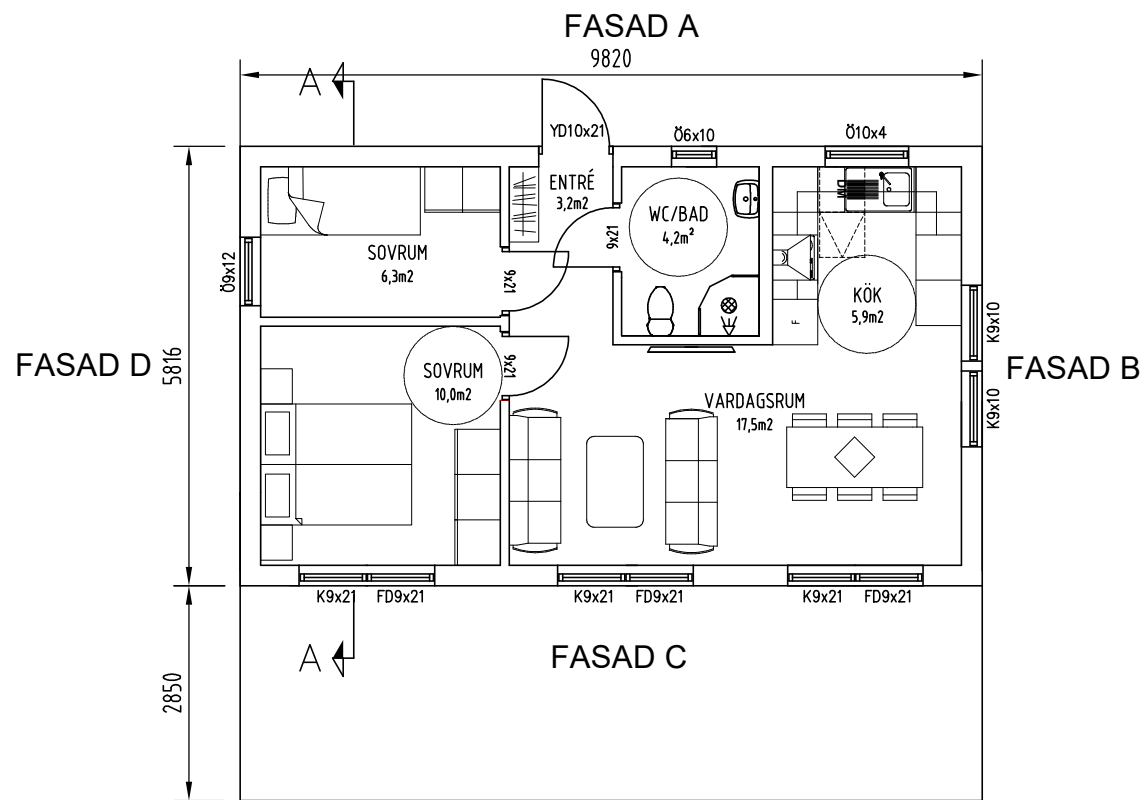 FASAD A
9820
A
YD10x21
Ö6x10
Ö10x4
ENTRÉ
3,2m2
WC/BAD
4,2m²
9x21
DM
SOVRUM
6,3m2
9x21
Ö9x12
KÖK
5,9m2
F
K9x10
FASAD D
5816
SOVRUM
10,0m2
9x21
FASAD B
VARDAGSRUM
17,5m2
K9x10
K9x21
FD9x21
K9x21
FD9x21
K9x21
FD9x21
A
FASAD C
2850